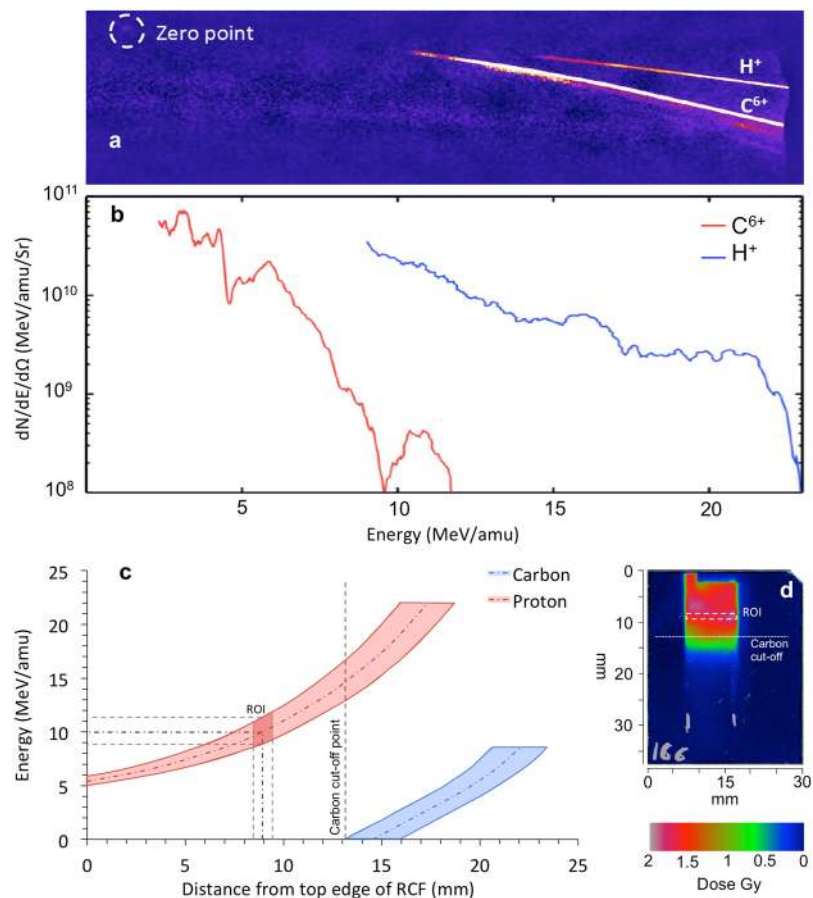 Zero point
H⁺
C⁶⁺
a
b
C⁶⁺
H⁺
10¹¹
10¹⁰
10⁹
10⁸
dN/dE/dΩ (MeV/amu/Sr)
5
10
15
20
Energy (MeV/amu)
c
Carbon
Proton
25
20
15
10
5
0
Energy (MeV/amu)
ROI
Carbon cut-off point
0
5
10
15
20
25
Distance from top edge of RCF (mm)
d
0
10
20
30
mm
ROI
Carbon
cut-off
166
0
15
30
mm
2
1.5
1
0.5
0
Dose Gy